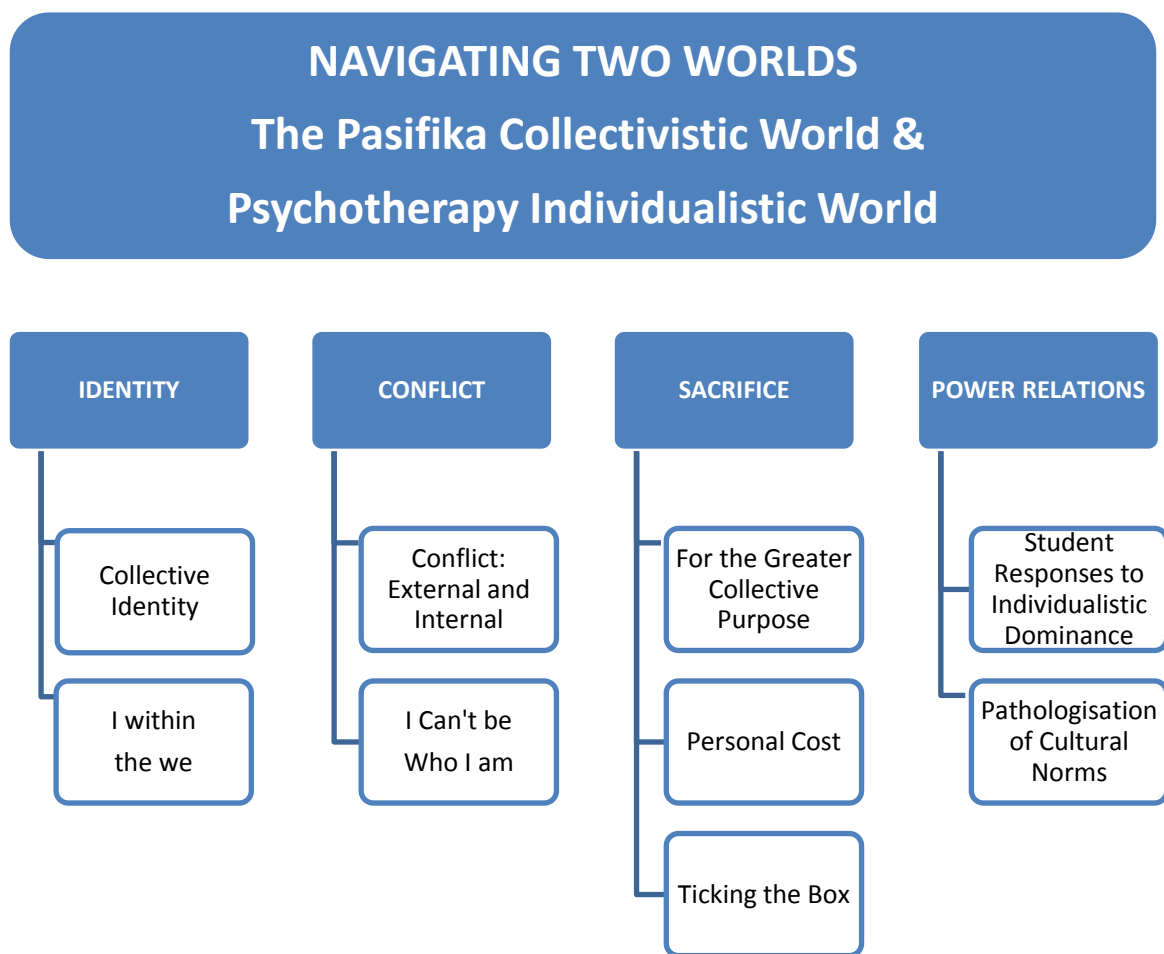 NAVIGATING TWO WORLDS
The Pasifika Collectivistic World &
Psychotherapy Individualistic World
IDENTITY
Collective
Identity
I within
the we
CONFLICT
Conflict:
External and
Internal
I Can't be
Who I am
SACRIFICE
For the Greater
Collective
Purpose
Personal Cost
Ticking the Box
POWER RELATIONS
Student
Responses to
Individualistic
Dominance
Pathologisation
of Cultural
Norms